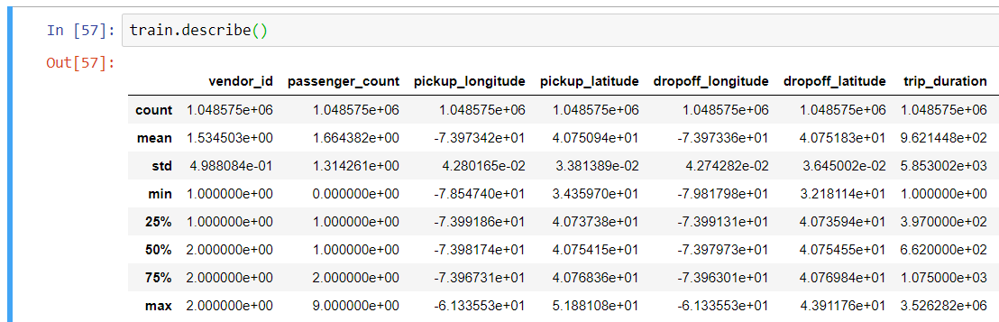 In [57]: train.describe()
Out[57]:
vendor_id passenger_count pickup_longitude pickup_latitude dropoff_longitude dropoff_latitude trip_duration
count 1.048575e+06 1.048575e+06 1.048575e+06 1.048575e+06 1.048575e+06 1.048575e+06 1.048575e+06
mean 1.534503e+00 1.664382e+00 -7.397342e+01 4.075094e+01 -7.397336e+01 4.075183e+01 9.621448e+02
std 4.988084e-01 1.314261e+00 4.280165e-02 3.381389e-02 4.274282e-02 3.645002e-02 5.853002e+03
min 1.000000e+00 0.000000e+00 -7.854740e+01 3.435970e+01 -7.981798e+01 3.218114e+01 1.000000e+00
25% 1.000000e+00 1.000000e+00 -7.399186e+01 4.073738e+01 -7.399131e+01 4.073594e+01 3.970000e+02
50% 2.000000e+00 1.000000e+00 -7.398174e+01 4.075415e+01 -7.397973e+01 4.075455e+01 6.620000e+02
75% 2.000000e+00 2.000000e+00 -7.396731e+01 4.076836e+01 -7.396301e+01 4.076984e+01 1.075000e+03
max 2.000000e+00 9.000000e+00 -6.133553e+01 5.188108e+01 -6.133553e+01 4.391176e+01 3.526282e+06